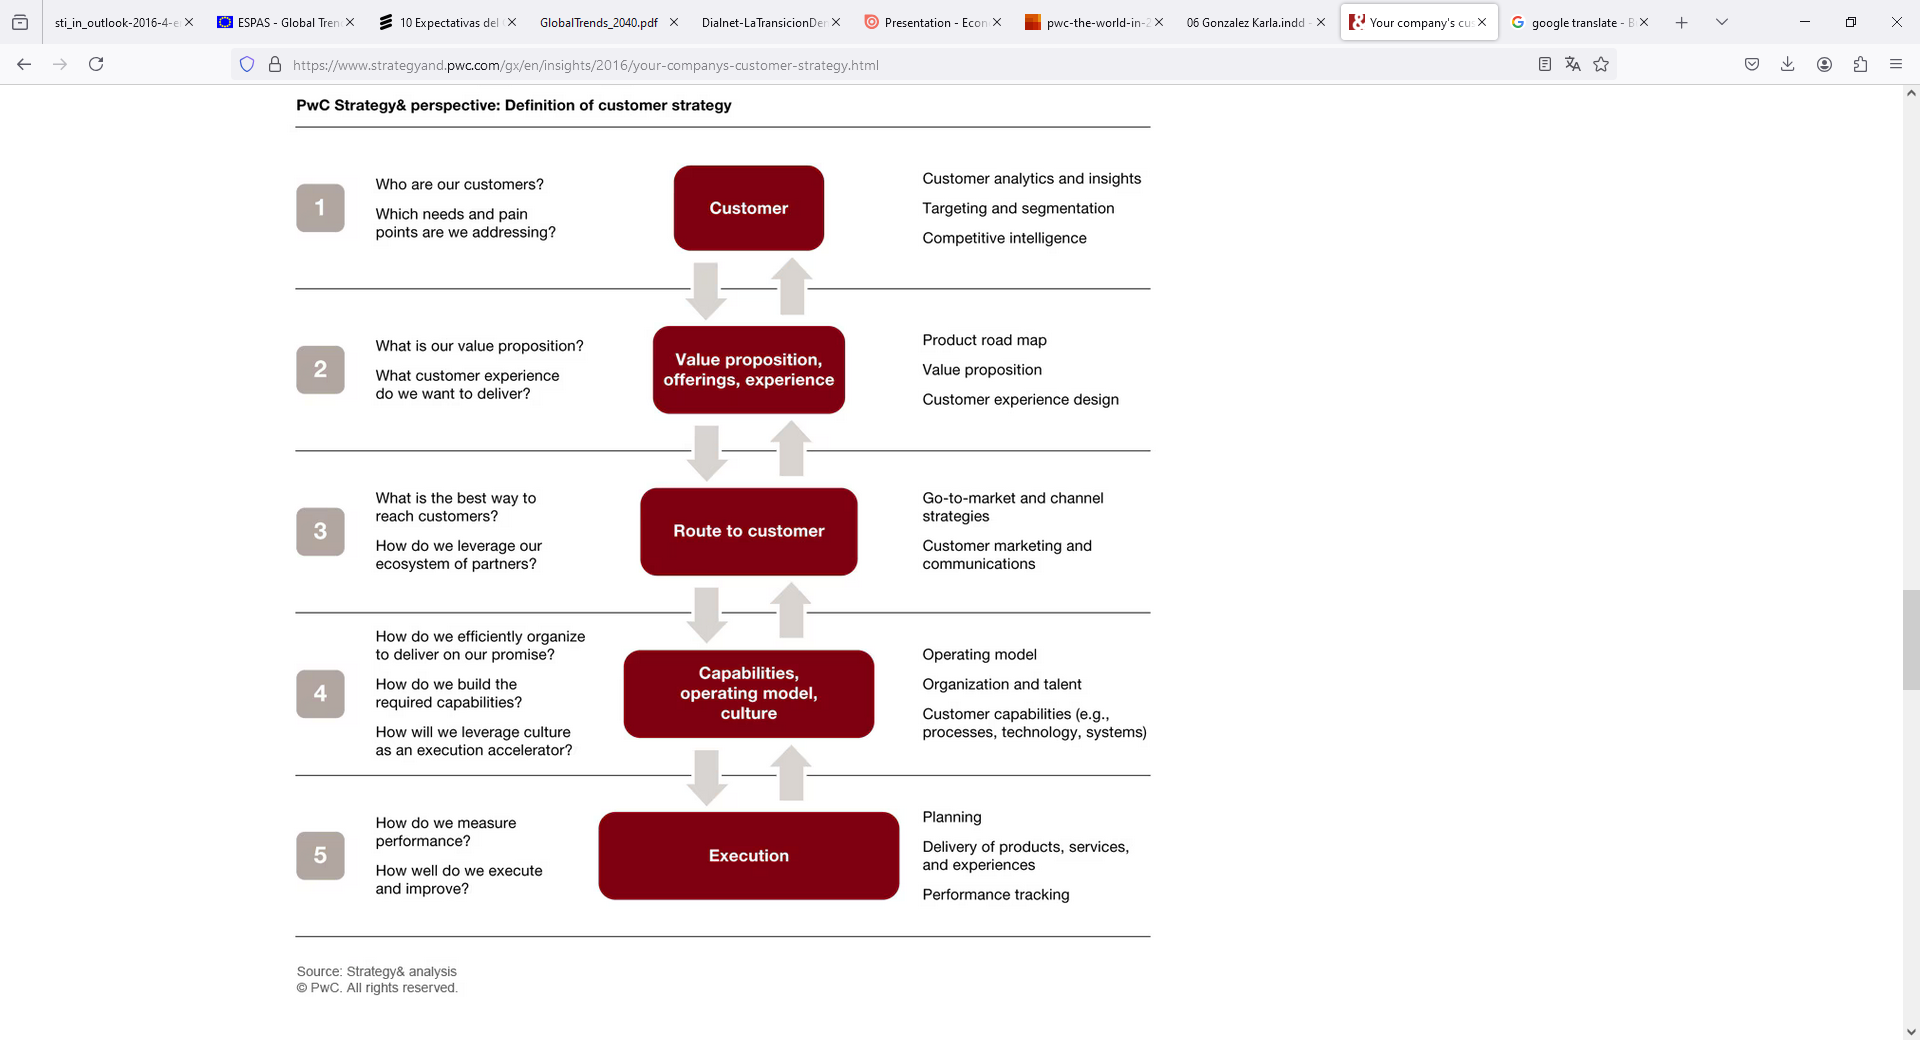 sti_in_outlook-2016-4-e
ESPAS - Global Tren
10 Expectativas del
GlobalTrends_2040.pdf
Dialnet-LaTransicionDe
Presentation - Econ
pwc-the-world-in-2
06 Gonzalez Karla.indd -
Your company's cu
google translate - B
https://www.strategyand.pwc.com/gx/en/insights/2016/your-companys-customer-strategy.html
PwC Strategy& perspective: Definition of customer strategy
1
Who are our customers?
Which needs and pain
points are we addressing?
Customer
Customer analytics and insights
Targeting and segmentation
Competitive intelligence
2
What is our value proposition?
What customer experience
do we want to deliver?
Value proposition,
offerings, experience
Product road map
Value proposition
Customer experience design
3
What is the best way to
reach customers?
How do we leverage our
ecosystem of partners?
Route to customer
Go-to-market and channel
strategies
Customer marketing and
communications
4
How do we efficiently organize
to deliver on our promise?
How do we build the
required capabilities?
How will we leverage culture
as an execution accelerator?
Capabilities,
operating model,
culture
Operating model
Organization and talent
Customer capabilities (e.g.,
processes, technology, systems)
5
How do we measure
performance?
How well do we execute
and improve?
Execution
Planning
Delivery of products, services,
and experiences
Performance tracking
Source: Strategy& analysis
© PwC. All rights reserved.